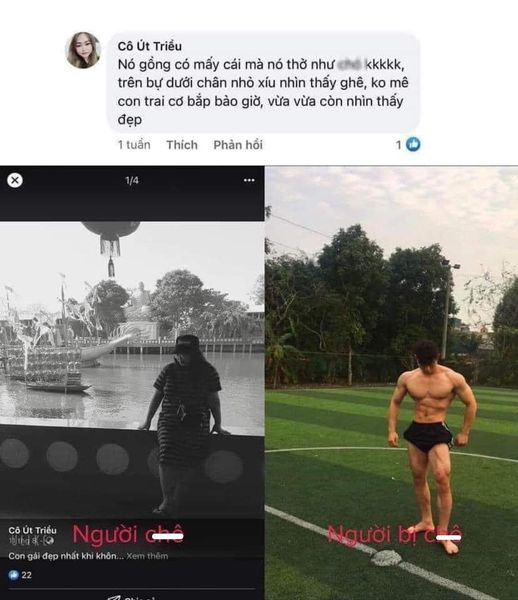 Cô Út Triều
Nó gồng có mấy cái mà nó thở như chó kkkkk,
trên bự dưới chân nhỏ xíu nhìn thấy ghê, ko mê
con trai cơ bắp bảo giờ, vừa vừa còn nhìn thấy
đẹp
1 tuần Thích Phản hồi 1
1/4
Cô Út Triều
Người chê
Con gái đẹp nhất khi khôn... Xem thêm
22
Người bị chê